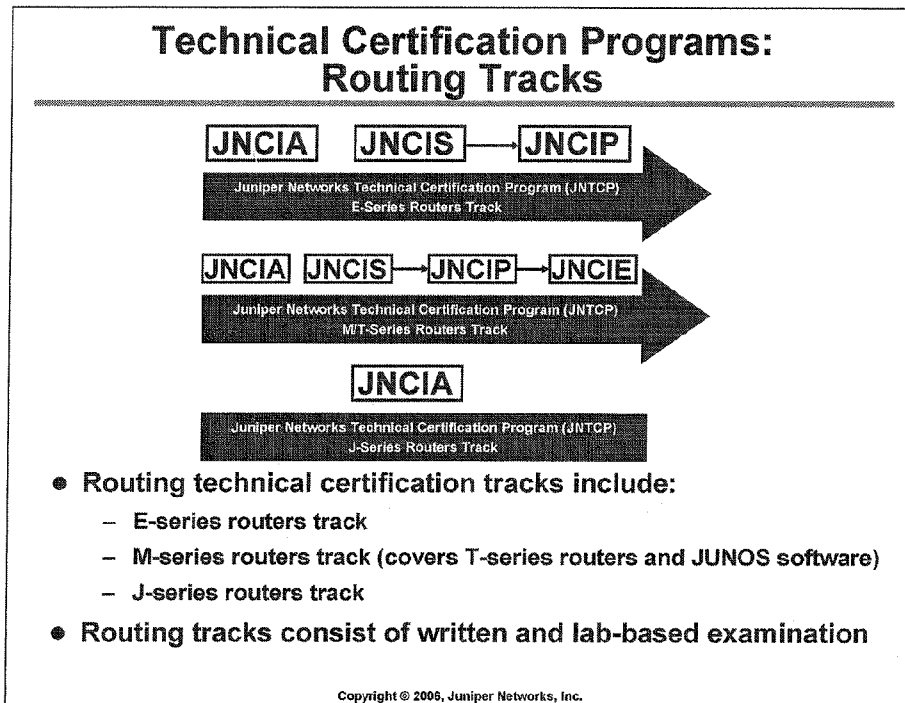 Technical Certification Programs:
Routing Tracks
JNCIA JNCIS JNCIP
Juniper Networks Technical Certification Program (JNTCP)
E-Series Routers Track
JNCIA JNCIS JNCIP JNCIE
Juniper Networks Technical Certification Program (JNTCP)
M/T-Series Routers Track
JNCIA
Juniper Networks Technical Certification Program (JNTCP)
J-Series Routers Track
● Routing technical certification tracks include:
– E-series routers track
– M-series routers track (covers T-series routers and JUNOS software)
– J-series routers track
● Routing tracks consist of written and lab-based examination
Copyright © 2006, Juniper Networks, Inc.